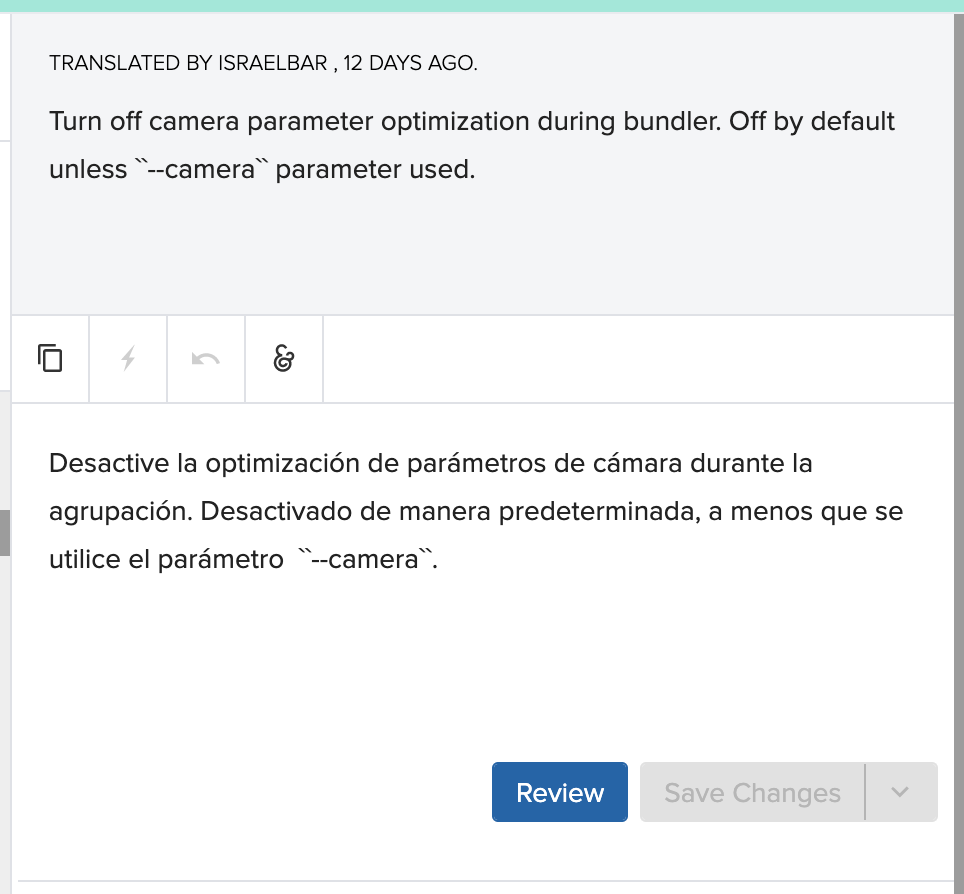 TRANSLATED BY ISRAELBAR , 12 DAYS AGO.
Turn off camera parameter optimization during bundler. Off by default
unless ``--camera`` parameter used.
Desactive la optimización de parámetros de cámara durante la
agrupación. Desactivado de manera predeterminada, a menos que se
utilice el parámetro  ``--camera``.
Review
Save Changes